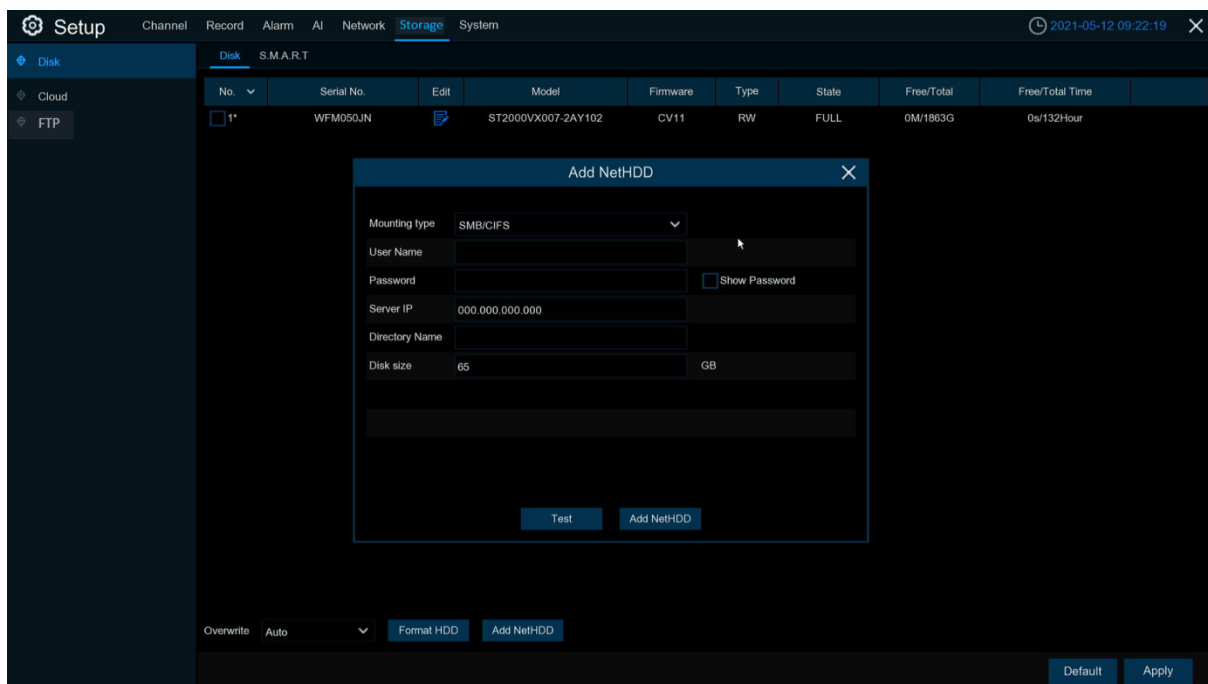 Setup Channel Record Alarm AI Network Storage System 2021-05-12 09:22:19
Disk
Cloud
FTP
Disk S.M.A.R.T
No. Serial No. Edit Model Firmware Type State Free/Total Free/Total Time
1* WFM050JN ST2000VX007-2AY102 CV11 RW FULL 0M/1863G 0s/132Hour
Add NetHDD
Mounting type SMB/CIFS
User Name
Password Show Password
Server IP 000.000.000.000
Directory Name
Disk size 65 GB
Test Add NetHDD
Overwrite Auto Format HDD Add NetHDD
Default Apply